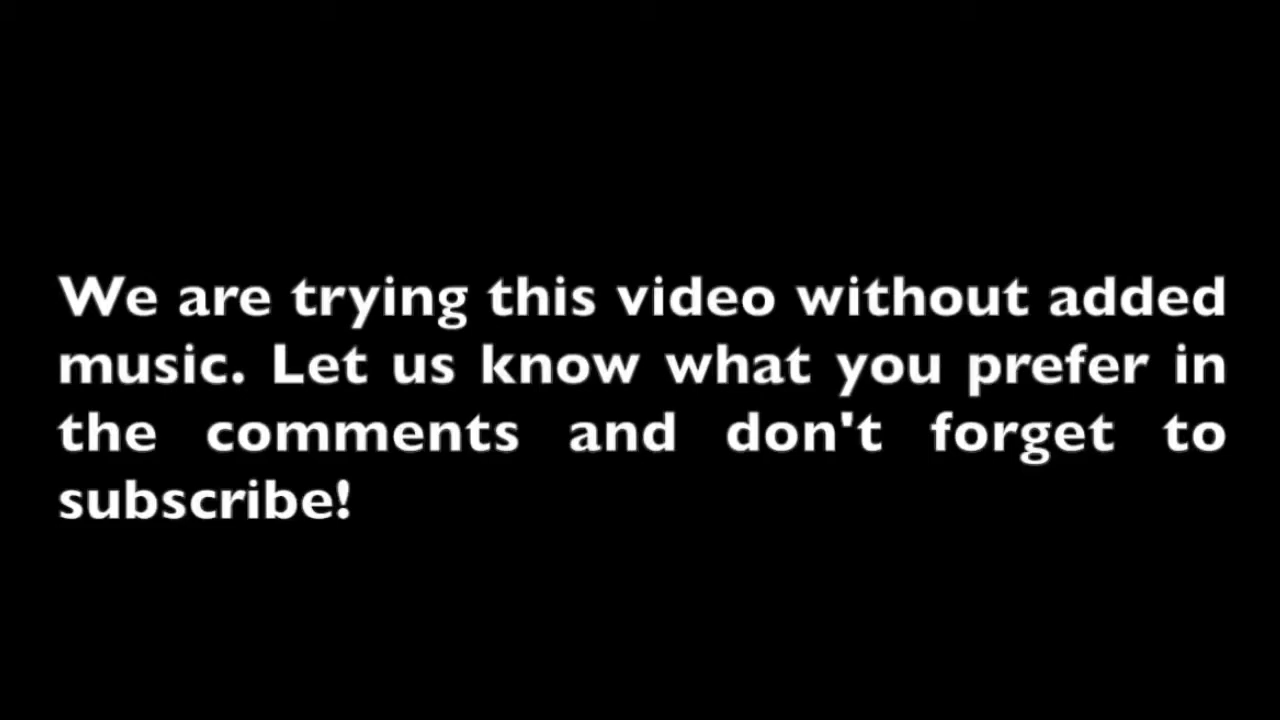 We are trying this video without added
music. Let us know what you prefer in
the comments and don't forget to
subscribe!